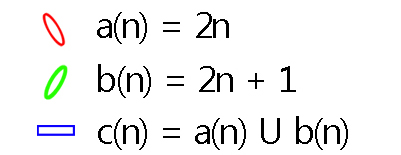 a(n) = 2n
b(n) = 2n + 1
c(n) = a(n) U b(n)